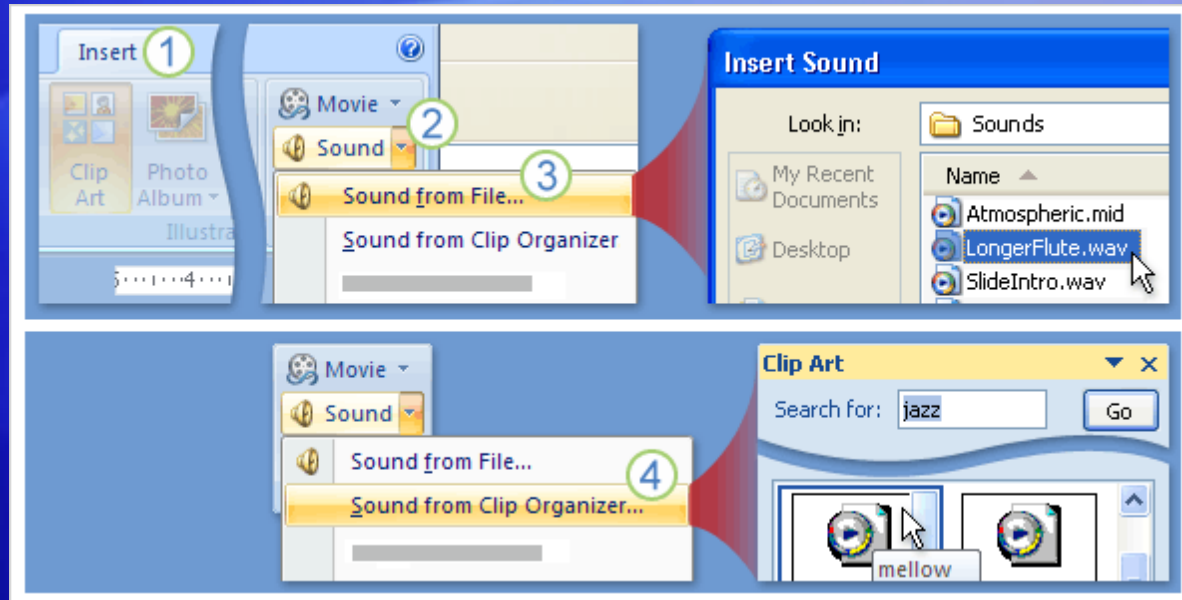 Insert
1
Movie
2
Sound
Clip Art
Photo Album
Illustra
Sound from File...
3
Sound from Clip Organizer
5 4
Insert Sound
Look in:
Sounds
My Recent Documents
Desktop
Name
Atmospheric.mid
LongerFlute.wav
SlideIntro.wav
Movie
Sound
Sound from File...
4
Sound from Clip Organizer...
Clip Art
Search for:
jazz
Go
mellow